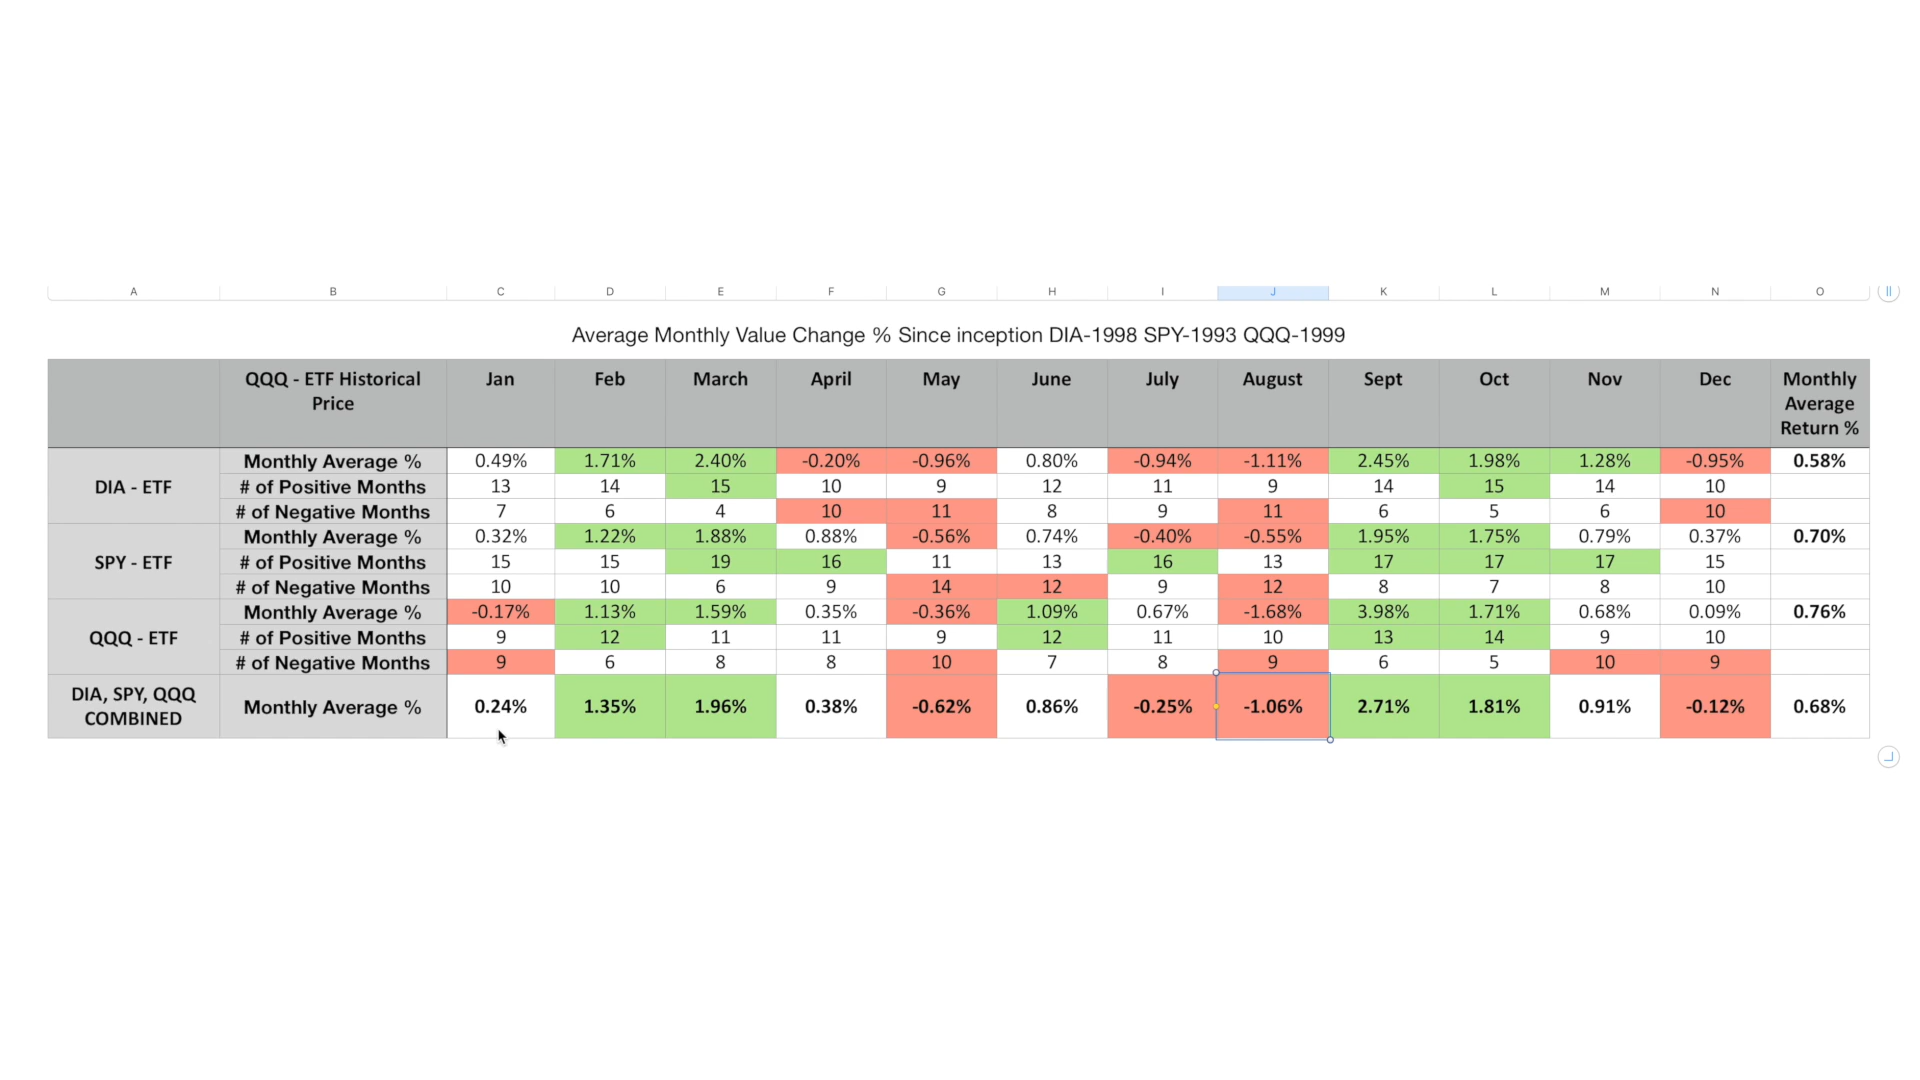 A B C D E F G H I J K L M N O
Average Monthly Value Change % Since inception DIA-1998 SPY-1993 QQQ-1999
QQQ - ETF Historical Price Jan Feb March April May June July August Sept Oct Nov Dec Monthly Average Return %
DIA - ETF
Monthly Average % 0.49% 1.71% 2.40% -0.20% -0.96% 0.80% -0.94% -1.11% 2.45% 1.98% 1.28% -0.95% 0.58%
# of Positive Months 13 14 15 10 9 12 11 9 14 15 14 10
# of Negative Months 7 6 4 10 11 8 9 11 6 5 6 10
SPY - ETF
Monthly Average % 0.32% 1.22% 1.88% 0.88% -0.56% 0.74% -0.40% -0.55% 1.95% 1.75% 0.79% 0.37% 0.70%
# of Positive Months 15 15 19 16 11 13 16 13 17 17 17 15
# of Negative Months 10 10 6 9 14 12 9 12 8 7 8 10
QQQ - ETF
Monthly Average % -0.17% 1.13% 1.59% 0.35% -0.36% 1.09% 0.67% -1.68% 3.98% 1.71% 0.68% 0.09% 0.76%
# of Positive Months 9 12 11 11 9 12 11 10 13 14 9 10
# of Negative Months 9 6 8 8 10 7 8 9 6 5 10 9
DIA, SPY, QQQ COMBINED
Monthly Average % 0.24% 1.35% 1.96% 0.38% -0.62% 0.86% -0.25% -1.06% 2.71% 1.81% 0.91% -0.12% 0.68%